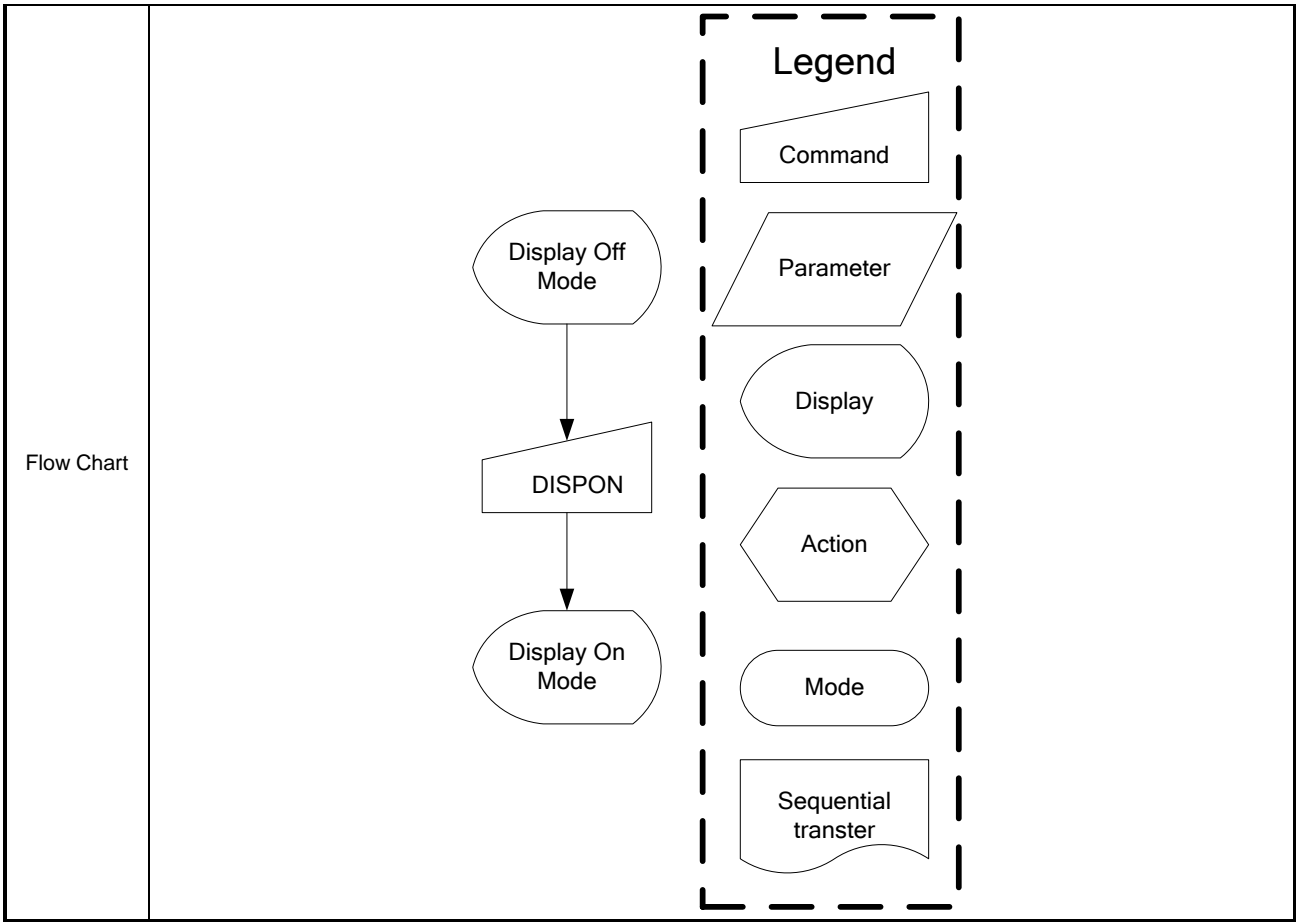 Flow Chart
Display Off
Mode
DISPON
Display On
Mode
Legend
Command
Parameter
Display
Action
Mode
Sequential
transter